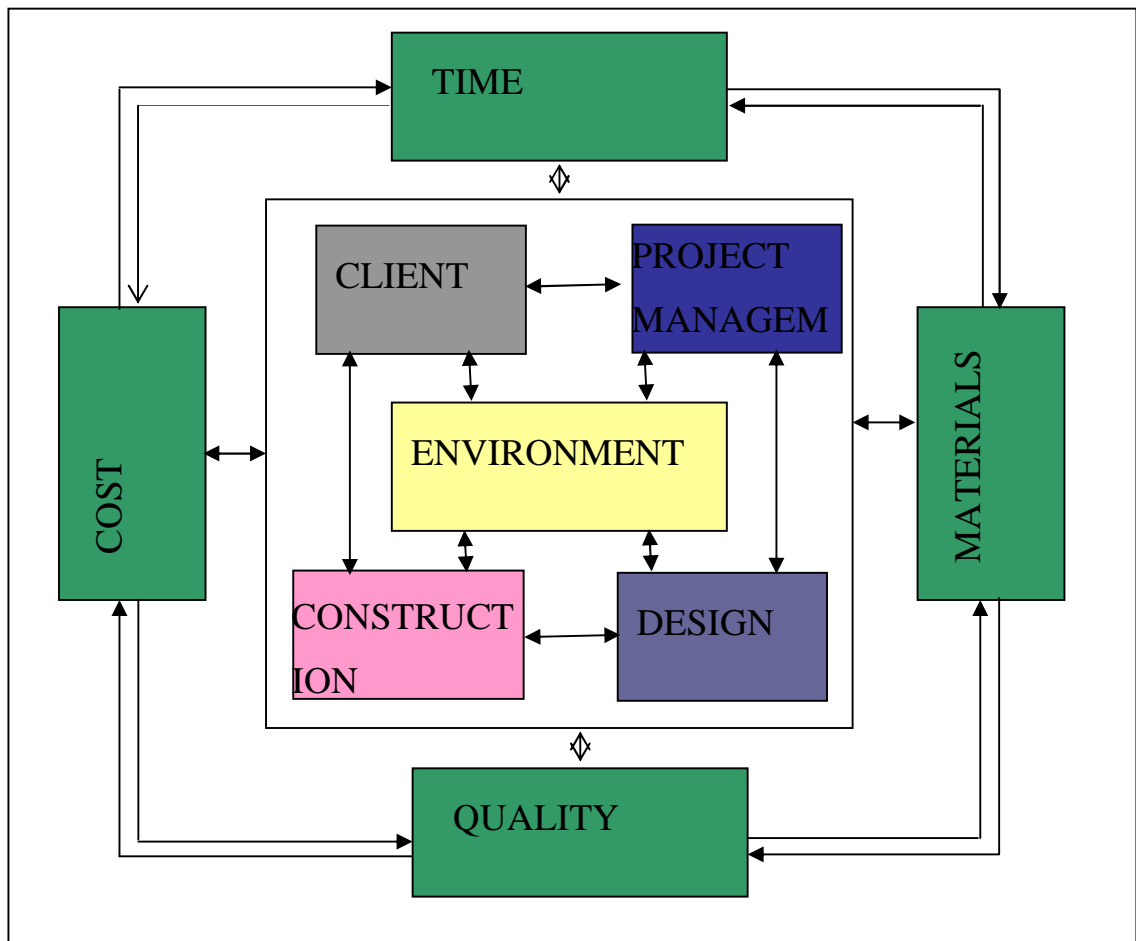 TIME
CLIENT
PROJECT
MANAGEM
COST
ENVIRONMENT
MATERIALS
CONSTRUCT
ION
DESIGN
QUALITY